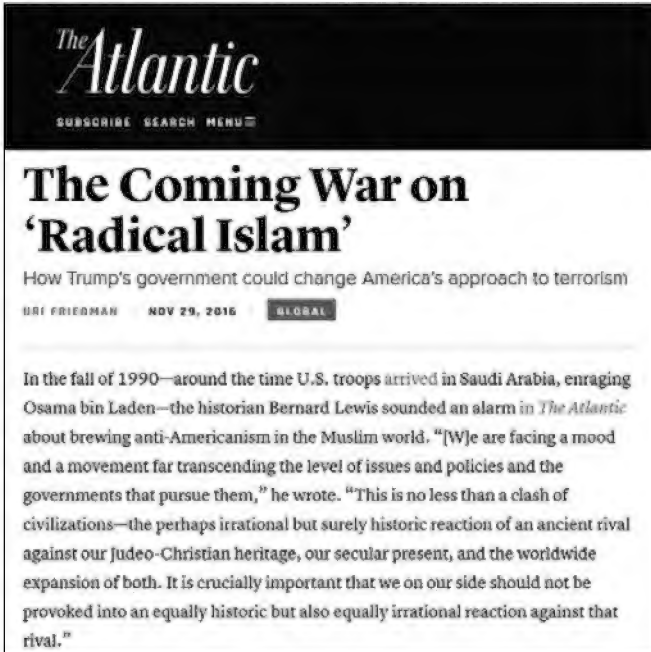 The Atlantic
SUBSCRIBE SEARCH MENU
The Coming War on
‘Radical Islam’
How Trump's government could change America's approach to terrorism
URI FRIEDMAN NOV 29, 2016 GLOBAL
In the fall of 1990—around the time U.S. troops arrived in Saudi Arabia, enraging
Osama bin Laden—the historian Bernard Lewis sounded an alarm in The Atlantic
about brewing anti-Americanism in the Muslim world. “[W]e are facing a mood
and a movement far transcending the level of issues and policies and the
governments that pursue them,” he wrote. “This is no less than a clash of
civilizations—the perhaps irrational but surely historic reaction of an ancient rival
against our Judeo-Christian heritage, our secular present, and the worldwide
expansion of both. It is crucially important that we on our side should not be
provoked into an equally historic but also equally irrational reaction against that
rival.”